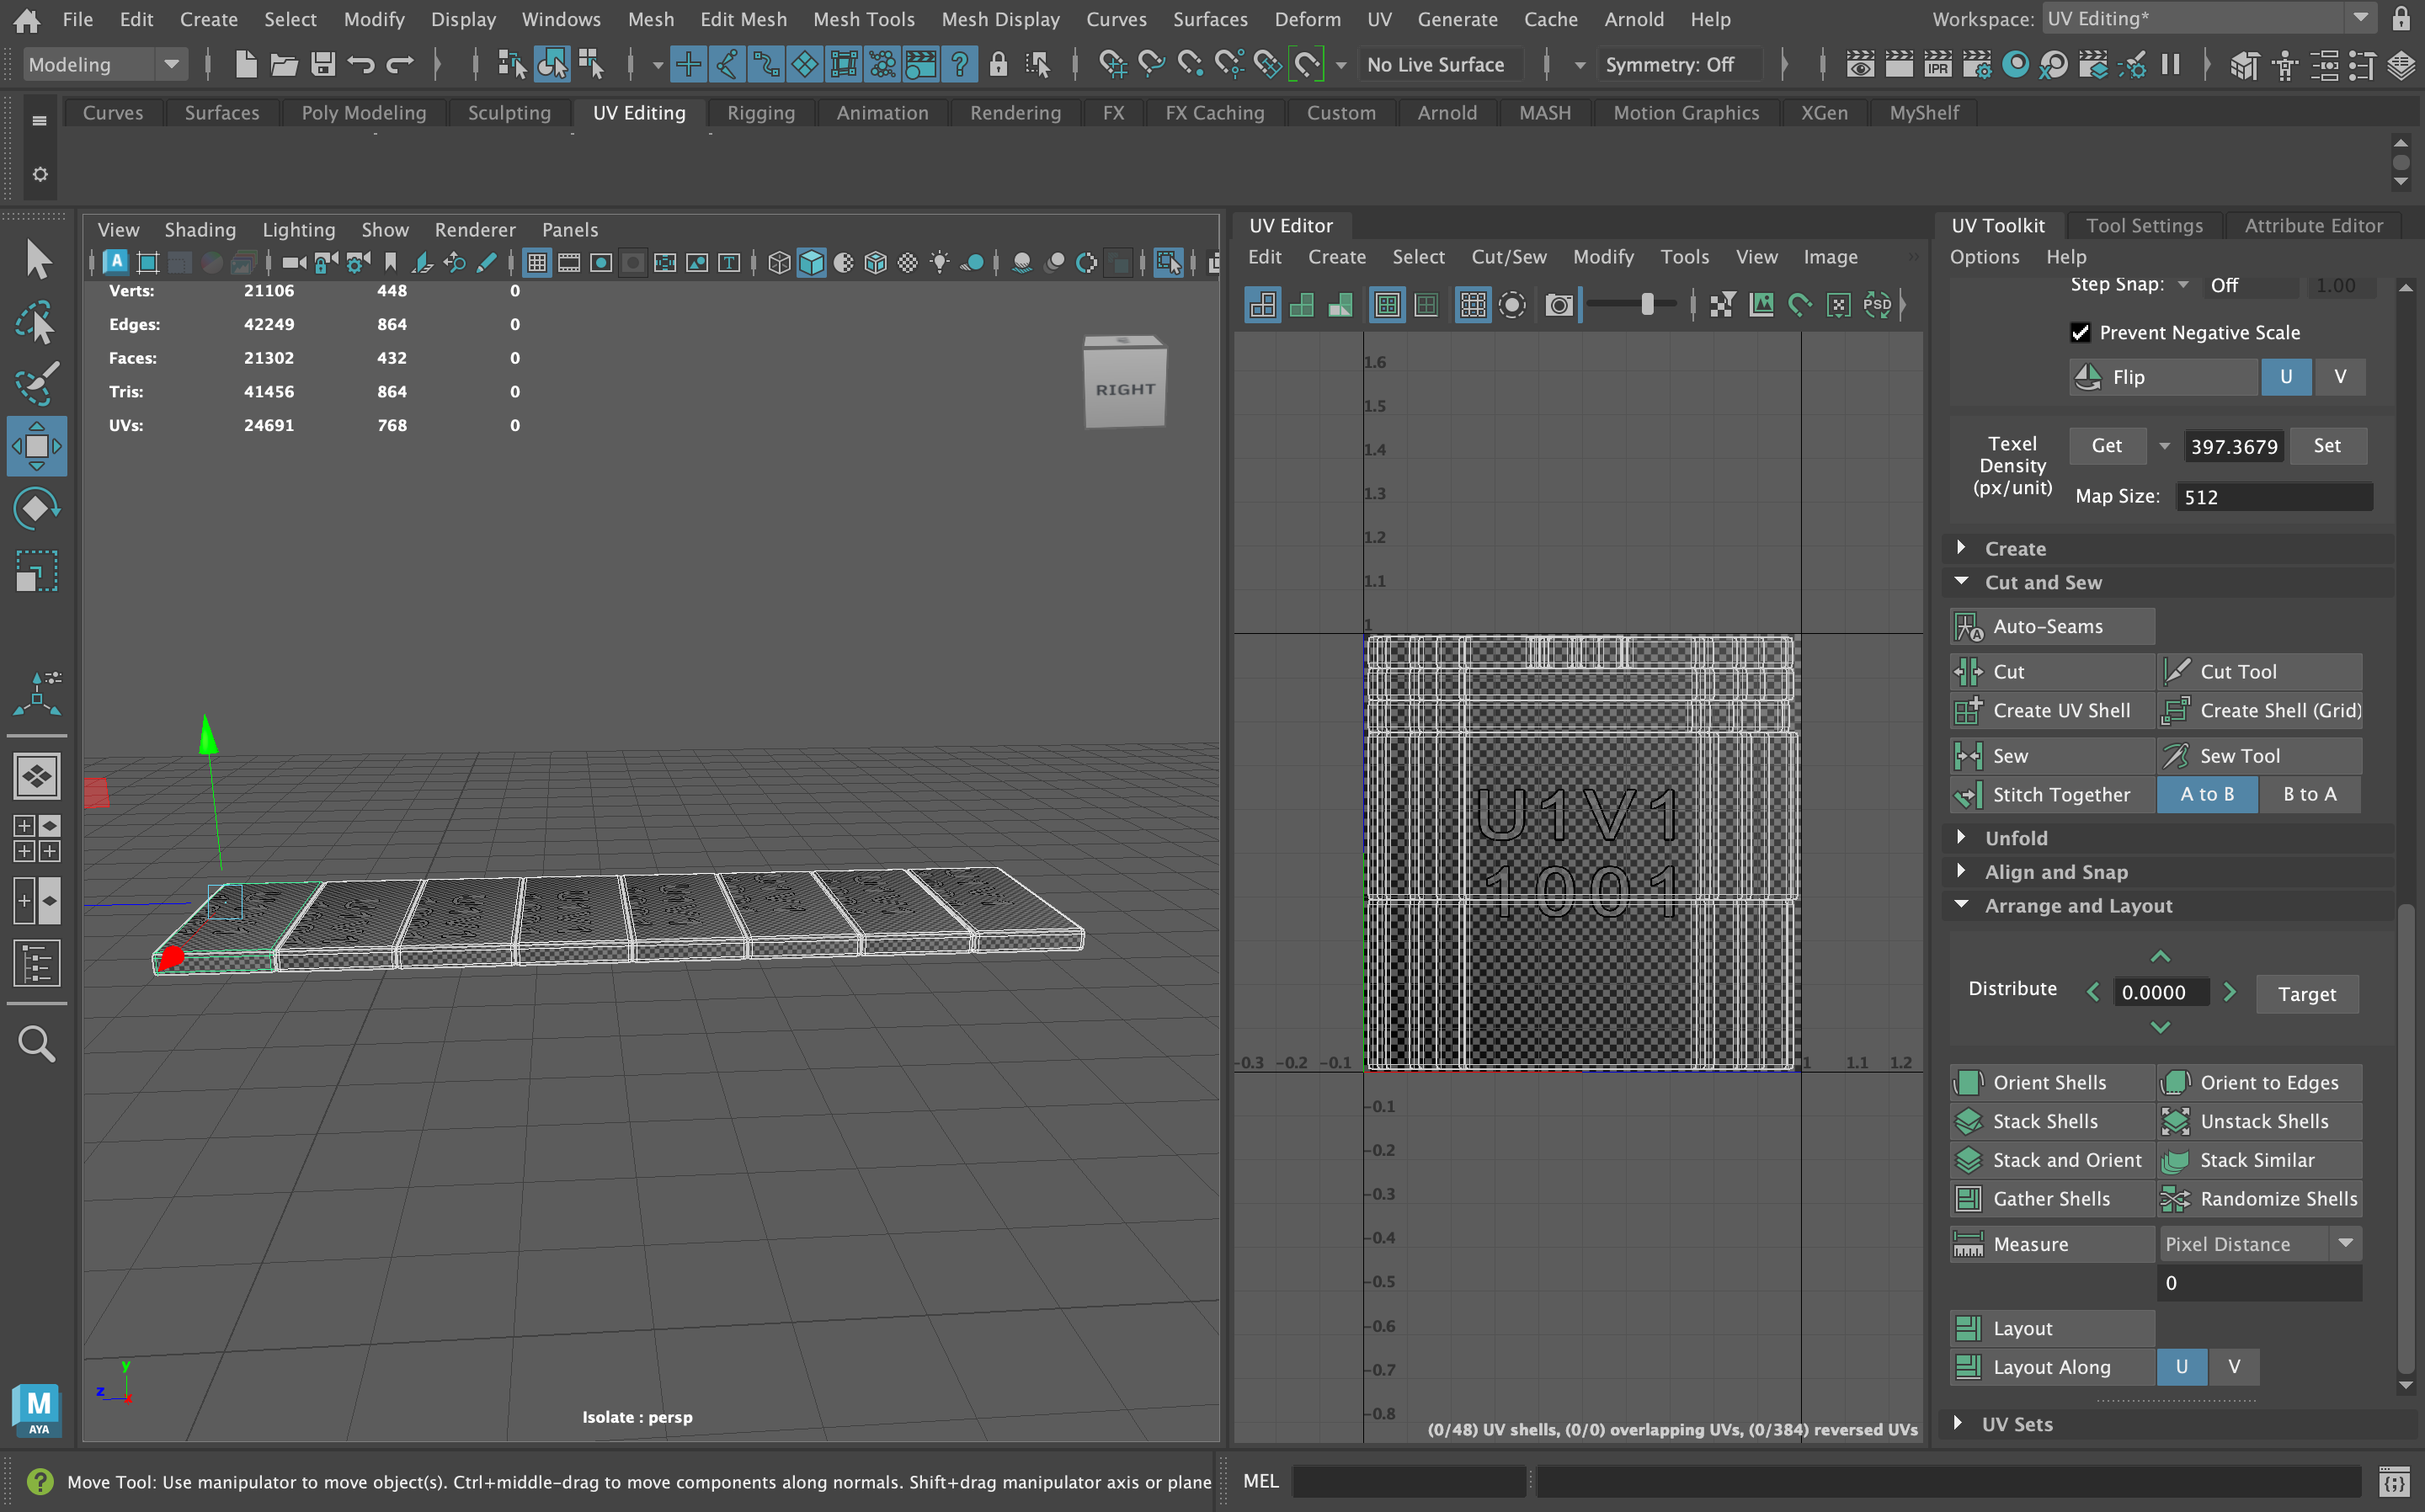 File Edit Create Select Modify Display Windows Mesh Edit Mesh Mesh Tools Mesh Display Curves Surfaces Deform UV Generate Cache Arnold Help Workspace: UV Editing*
Modeling No Live Surface Symmetry: Off
IPR
Curves Surfaces Poly Modeling Sculpting UV Editing Rigging Animation Rendering FX FX Caching Custom Arnold MASH Motion Graphics XGen MyShelf
View Shading Lighting Show Renderer Panels
Verts: 21106 448 0
Edges: 42249 864 0
Faces: 21302 432 0
Tris: 41456 864 0
UVs: 24691 768 0
RIGHT
y
z
x
Isolate : persp
M
AYA
UV Editor
Edit Create Select Cut/Sew Modify Tools View Image
PSD
1.6
1.5
1.4
1.3
1.2
1.1
1
U1V1
1001
-0.3 -0.2 -0.1 1 1.1 1.2
-0.1
-0.2
-0.3
-0.4
-0.5
-0.6
-0.7
-0.8
(0/48) UV shells, (0/0) overlapping UVs, (0/384) reversed UVs
UV Toolkit Tool Settings Attribute Editor
Options Help
Step Snap: Off 1.00
Prevent Negative Scale
Flip U V
Texel Density (px/unit) Get 397.3679 Set
Map Size: 512
Create
Cut and Sew
Auto-Seams
Cut Cut Tool
Create UV Shell Create Shell (Grid)
Sew Sew Tool
Stitch Together A to B B to A
Unfold
Align and Snap
Arrange and Layout
Distribute 0.0000 Target
Orient Shells Orient to Edges
Stack Shells Unstack Shells
Stack and Orient Stack Similar
Gather Shells Randomize Shells
Measure Pixel Distance
0
Layout
Layout Along U V
UV Sets
Move Tool: Use manipulator to move object(s). Ctrl+middle-drag to move components along normals. Shift+drag manipulator axis or plane
MEL